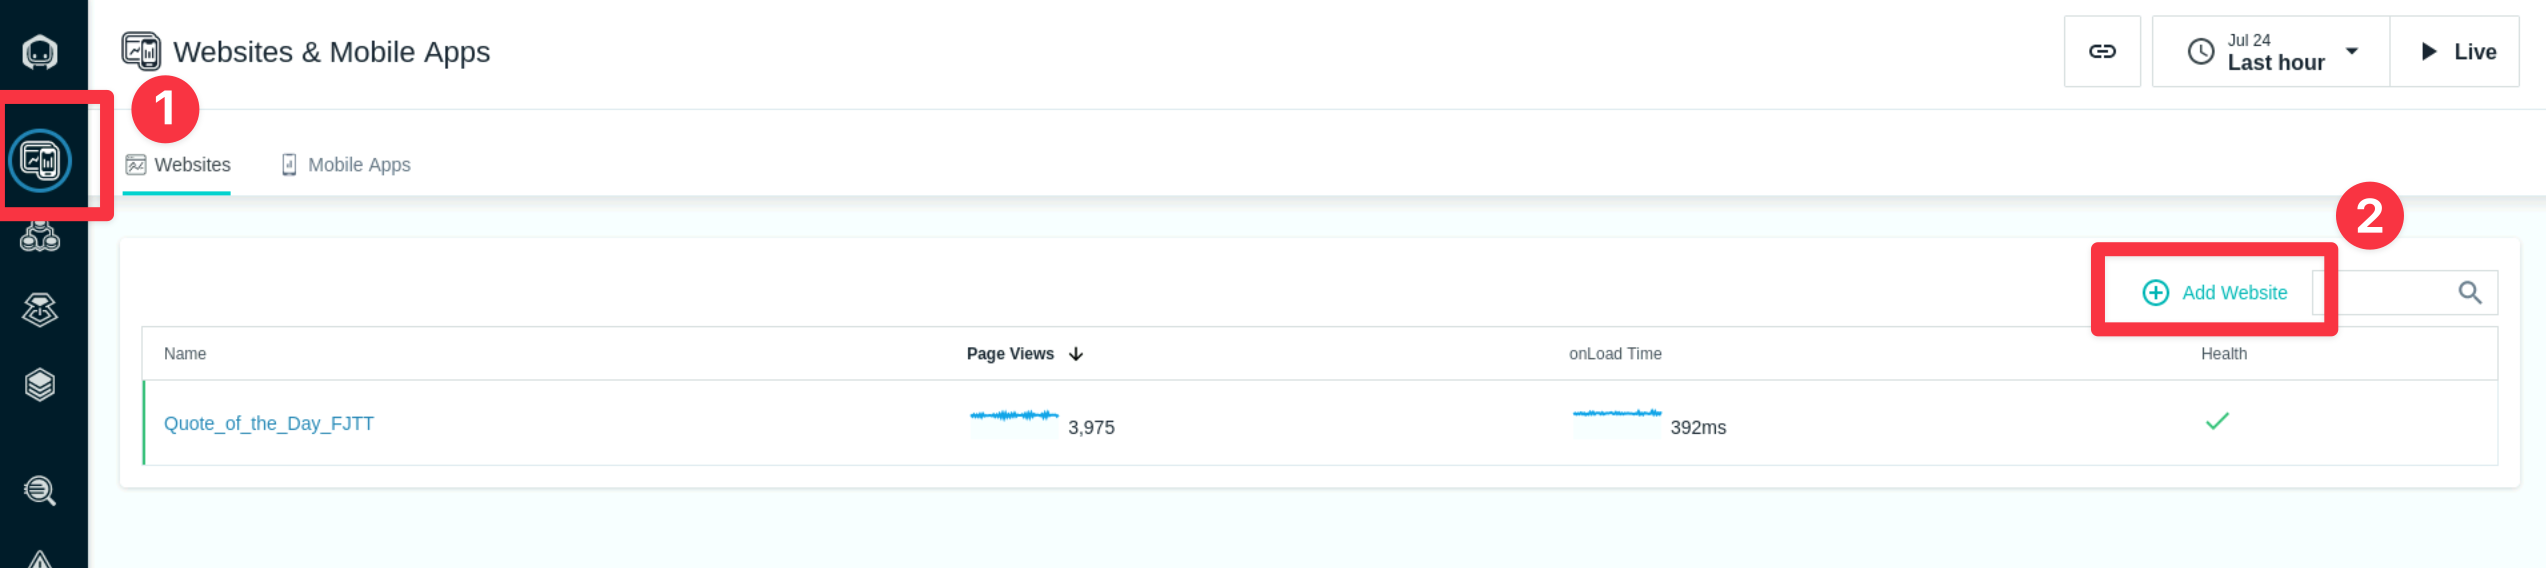 Websites & Mobile Apps
Jul 24
Last hour
Live
1
Websites
Mobile Apps
2
Add Website
Name
Page Views
onLoad Time
Health
Quote_of_the_Day_FJTT
3,975
392ms